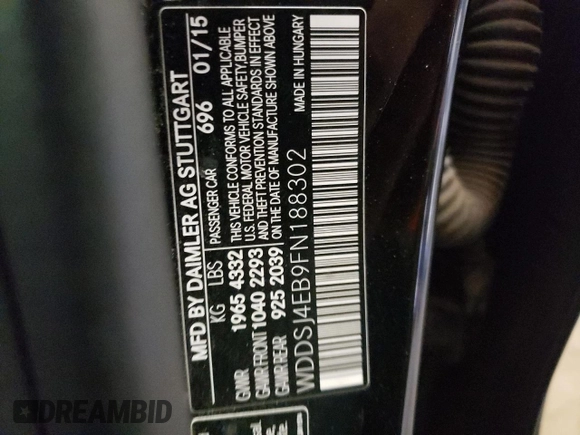 MFD BY DAIMLER AG STUTTGART
696 01/15
KG LBS PASSENGER CAR
GVWR 1965 4332
GAWR FRONT 1040 2293
GAWR REAR 925 2039
THIS VEHICLE CONFORMS TO ALL APPLICABLE
U.S. FEDERAL MOTOR VEHICLE SAFETY, BUMPER
AND THEFT PREVENTION STANDARDS IN EFFECT
ON THE DATE OF MANUFACTURE SHOWN ABOVE
MADE IN HUNGARY
WDDSJ4EB9FN188302
DREAMBID